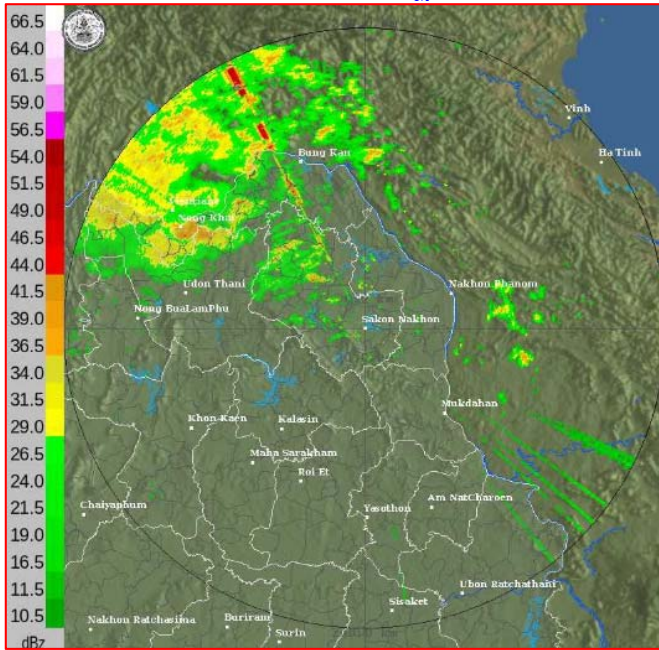 66.5
64.0
61.5
59.0
56.5
54.0
51.5
49.0
46.5
44.0
41.5
39.0
36.5
34.0
31.5
29.0
26.5
24.0
21.5
19.0
16.5
11.5
10.5
dBz
Vinh
Ha Tinh
Bung Kan
Nong Khai
Udon Thani
Nong BuaLamPhu
Nakhon Phanom
Sakon Nakhon
Mukdahan
Khon Kaen
Kalasin
Maha Sarakham
Roi Et
Chaiyaphum
Yasothon
Am NatCharoen
Ubon Ratchathani
Sisaket
Nakhon Ratchasima
Buriram
Surin